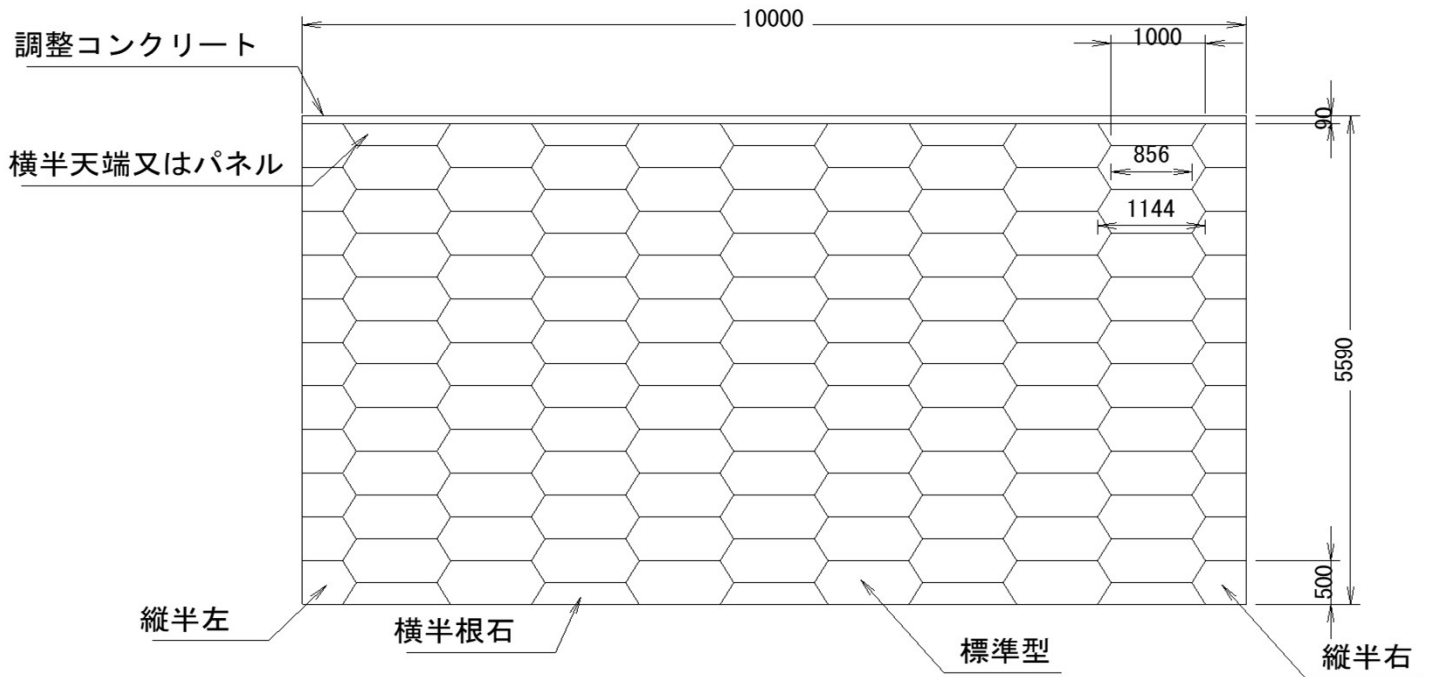 10000
調整コンクリート
1000
90
横半天端又はパネル
856
1144
5590
500
縦半左
横半根石
標準型
縦半右